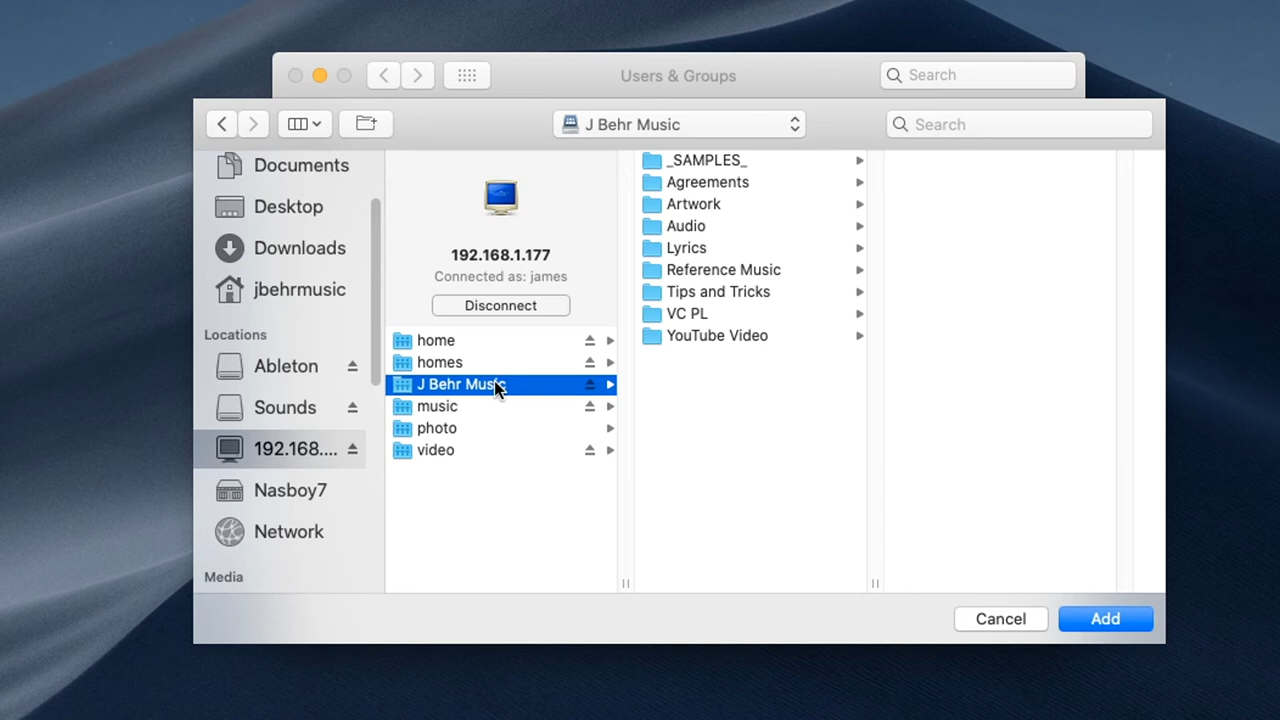 Users & Groups
Search
J Behr Music
Search
Documents
Desktop
Downloads
jbehrmusic
Locations
Ableton
Sounds
192.168....
Nasboy7
Network
Media
192.168.1.177
Connected as: james
Disconnect
home
homes
J Behr Music
music
photo
video
_SAMPLES_
Agreements
Artwork
Audio
Lyrics
Reference Music
Tips and Tricks
VC PL
YouTube Video
Cancel
Add